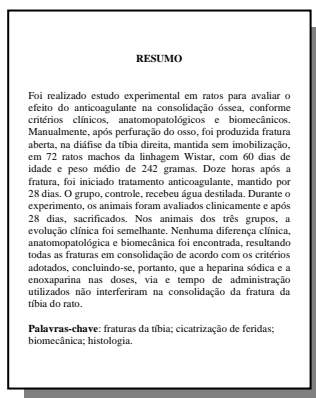 RESUMO
Foi realizado estudo experimental em ratos para avaliar o
efeito do anticoagulante na consolidação óssea, conforme
critérios clínicos, anatomopatológicos e biomecânicos.
Manualmente, após perfuração do osso, foi produzida fratura
aberta, na diáfise da tíbia direita, mantida sem imobilização,
em 72 ratos machos da linhagem Wistar, com 60 dias de
idade e peso médio de 242 gramas. Doze horas após a
fratura, foi iniciado tratamento anticoagulante, mantido por
28 dias. O grupo, controle, recebeu água destilada. Durante o
experimento, os animais foram avaliados clinicamente e após
28 dias, sacrificados. Nos animais dos três grupos, a
evolução clínica foi semelhante. Nenhuma diferença clínica,
anatomopatológica e biomecânica foi encontrada, resultando
todas as fraturas em consolidação de acordo com os critérios
adotados, concluindo-se, portanto, que a heparina sódica e a
enoxaparina nas doses, via e tempo de administração
utilizados não interferiram na consolidação da fratura da
tíbia do rato.
Palavras-chave: fraturas da tíbia; cicatrização de feridas;
biomecânica; histologia.